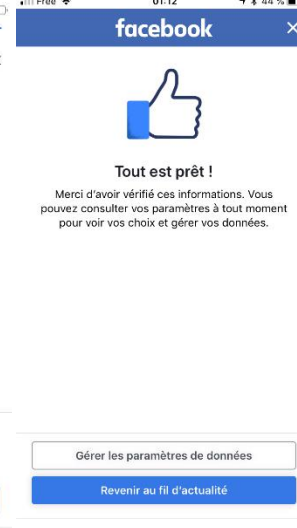 Free 01:12 44 %
facebook
Tout est prêt !
Merci d'avoir vérifié ces informations. Vous
pouvez consulter vos paramètres à tout moment
pour voir vos choix et gérer vos données.
Gérer les paramètres de données
Revenir au fil d'actualité